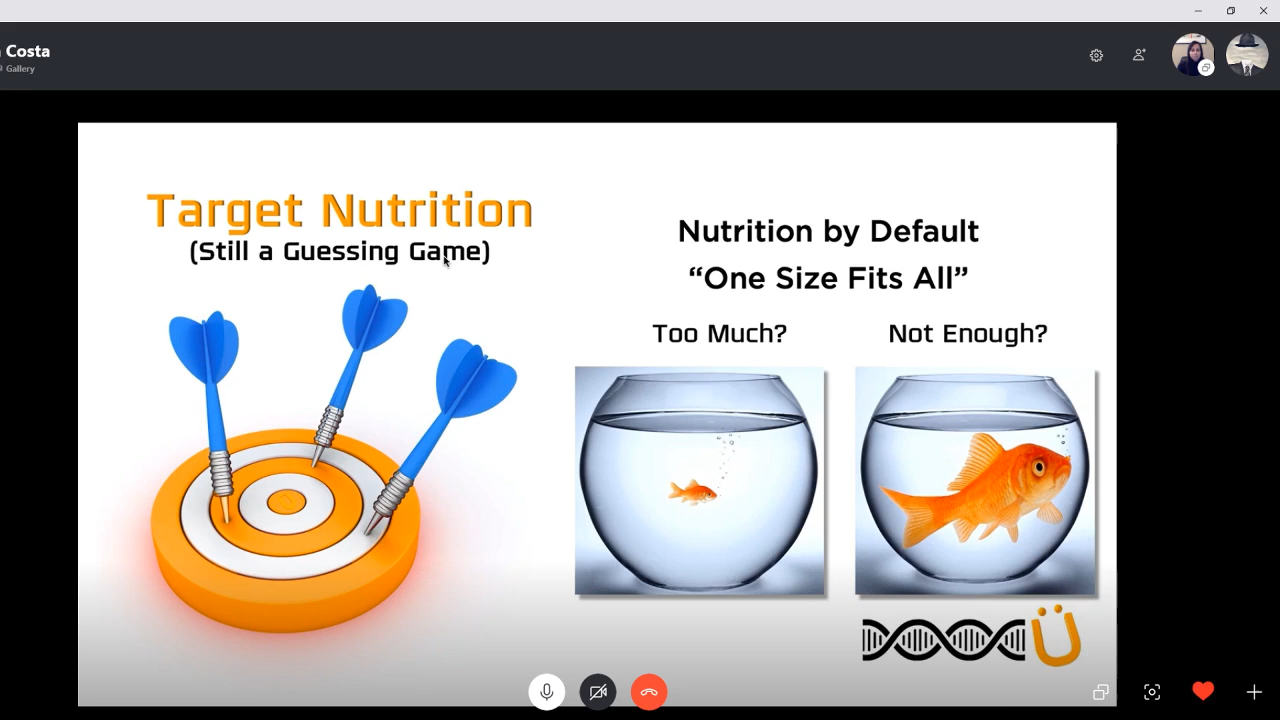 Costa
Gallery
Target Nutrition
(Still a Guessing Game)
Nutrition by Default
“One Size Fits All”
Too Much?
Not Enough?
Ü